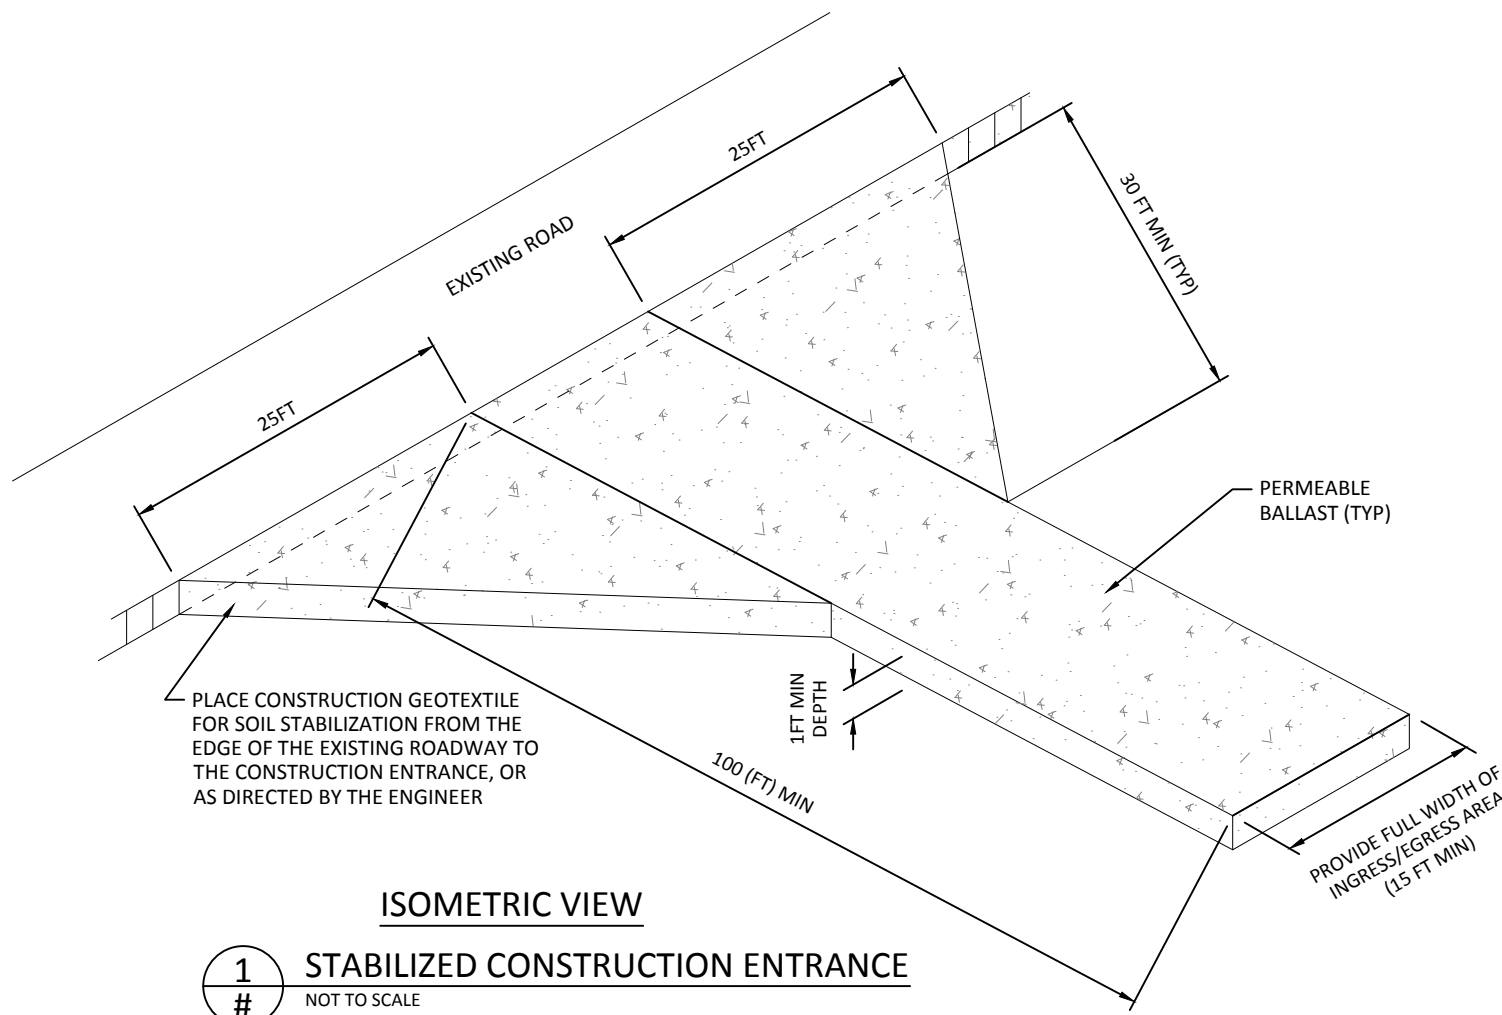 25FT
30 FT MIN (TYP)
EXISTING ROAD
25FT
PERMEABLE
BALLAST (TYP)
PLACE CONSTRUCTION GEOTEXTILE
FOR SOIL STABILIZATION FROM THE
EDGE OF THE EXISTING ROADWAY TO
THE CONSTRUCTION ENTRANCE, OR
AS DIRECTED BY THE ENGINEER
1FT MIN
DEPTH
100 (FT) MIN
PROVIDE FULL WIDTH OF
INGRESS/EGRESS AREA
(15 FT MIN)
ISOMETRIC VIEW
1
#
STABILIZED CONSTRUCTION ENTRANCE
NOT TO SCALE